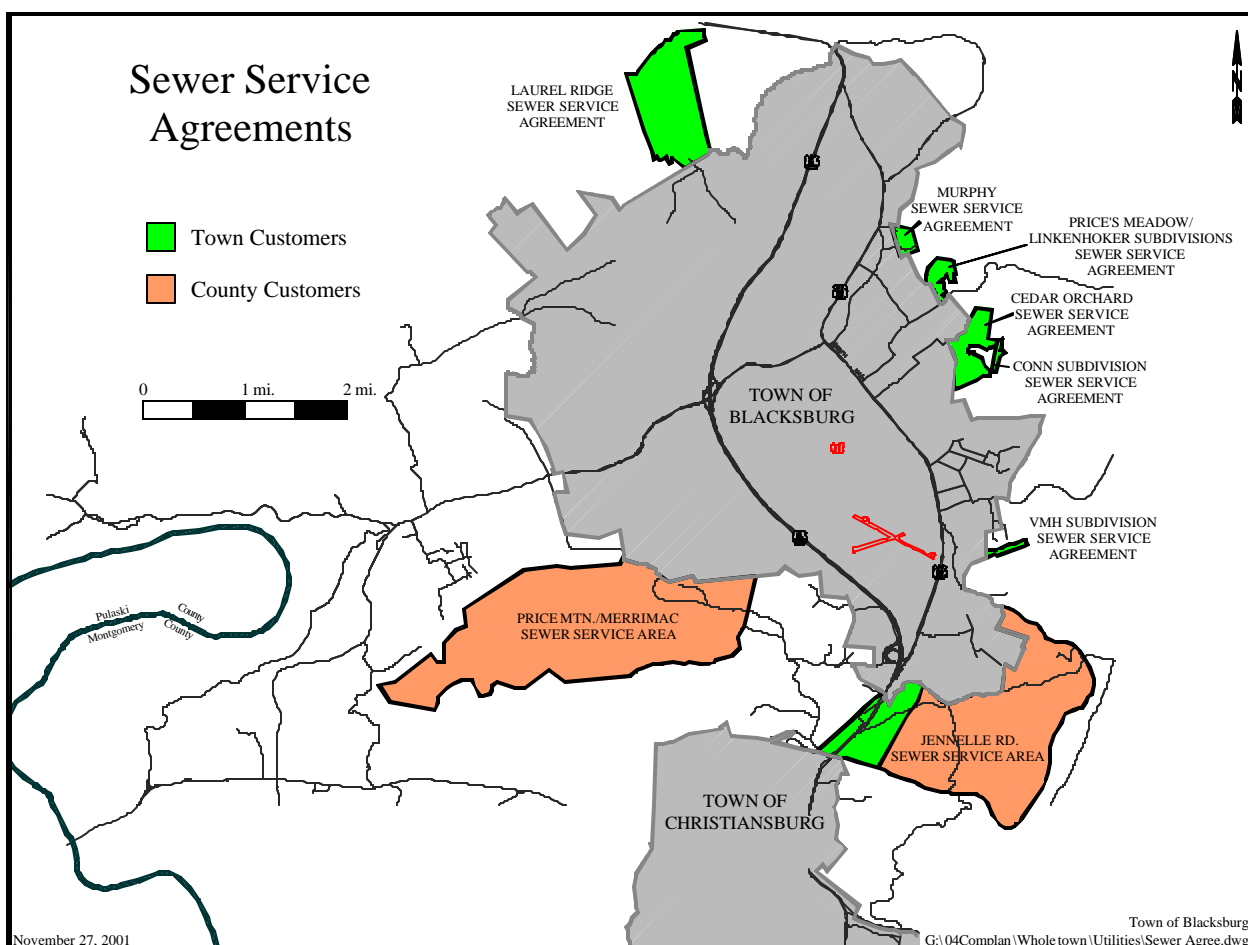 Sewer Service
Agreements
Town Customers
County Customers
0 1 mi. 2 mi.
LAUREL RIDGE
SEWER SERVICE
AGREEMENT
MURPHY
SEWER SERVICE
AGREEMENT
PRICE'S MEADOW/
LINKENHOKER SUBDIVISIONS
SEWER SERVICE
AGREEMENT
CEDAR ORCHARD
SEWER SERVICE
AGREEMENT
CONN SUBDIVISION
SEWER SERVICE
AGREEMENT
TOWN OF
BLACKSBURG
VMH SUBDIVISION
SEWER SERVICE
AGREEMENT
Pulaski County
Montgomery County
PRICE MTN./MERRIMAC
SEWER SERVICE AREA
JENNELLE RD.
SEWER SERVICE AREA
TOWN OF
CHRISTIANSBURG
N
November 27, 2001
Town of Blacksburg
G:\04Complan\Whole town\Utilities\Sewer Agree.dwg